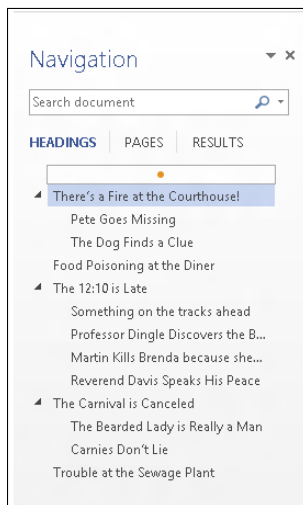 Navigation
Search document
HEADINGS PAGES RESULTS
There's a Fire at the Courthouse!
Pete Goes Missing
The Dog Finds a Clue
Food Poisoning at the Diner
The 12:10 is Late
Something on the tracks ahead
Professor Dingle Discovers the B...
Martin Kills Brenda because she...
Reverend Davis Speaks His Peace
The Carnival is Canceled
The Bearded Lady is Really a Man
Carnies Don't Lie
Trouble at the Sewage Plant